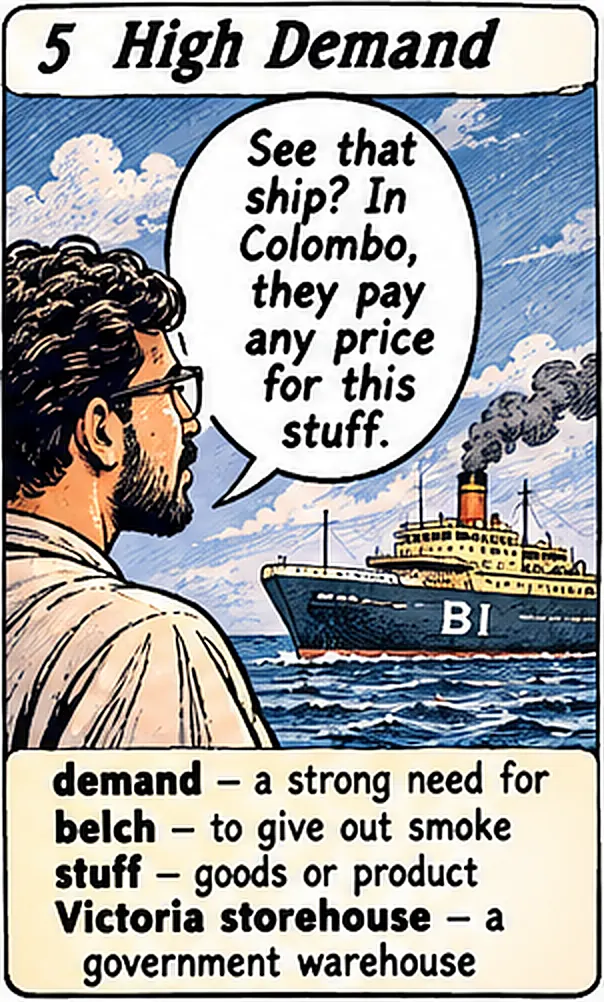 5 High Demand
See that
ship? In
Colombo,
they pay
any price
for this
stuff.
BI
demand – a strong need for
belch – to give out smoke
stuff – goods or product
Victoria storehouse – a
government warehouse